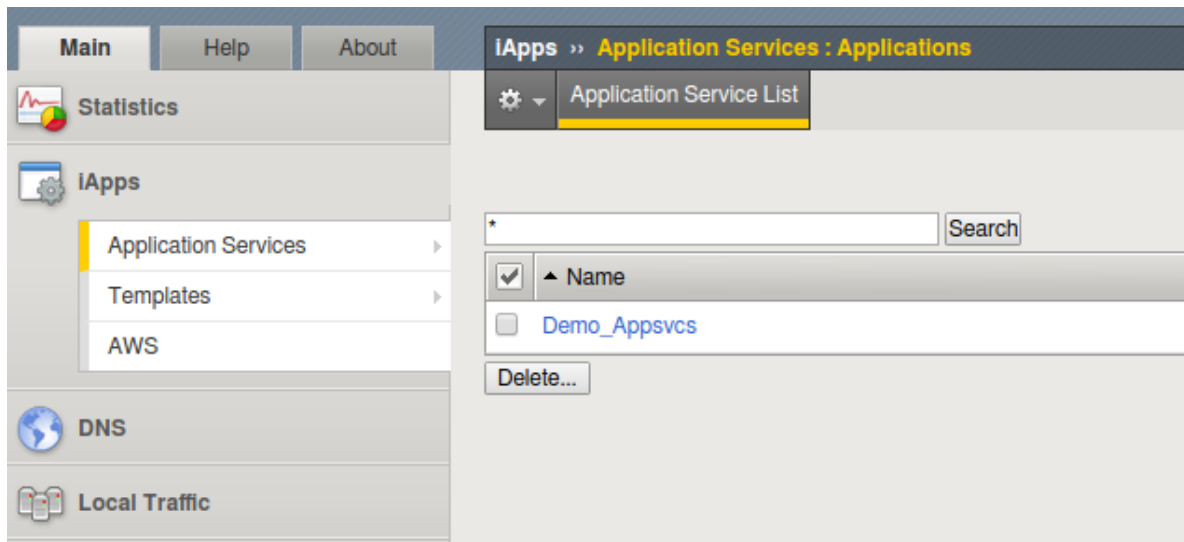 Main
Help
About
Statistics
iApps
Application Services
Templates
AWS
DNS
Local Traffic
iApps ›› Application Services : Applications
Application Service List
*
Search
Name
Demo_Appsvcs
Delete...